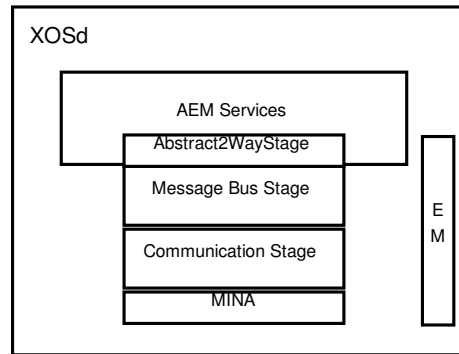 XOSd
AEM Services
Abstract2WayStage
Message Bus Stage
Communication Stage
MINA
E
M